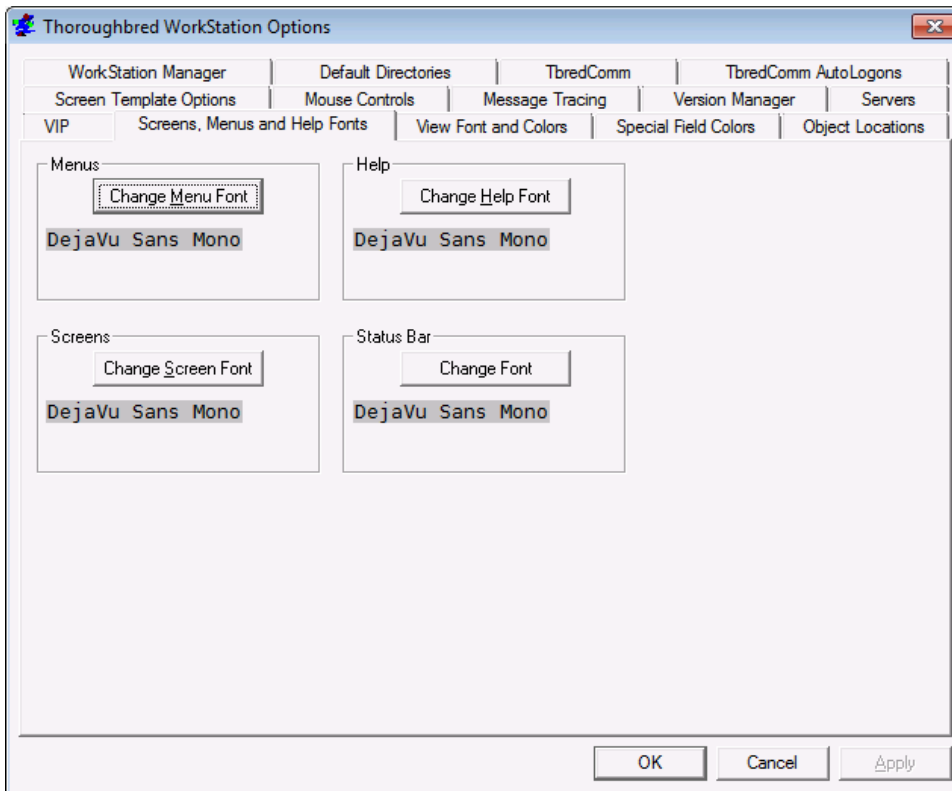 Thoroughbred WorkStation Options
WorkStation Manager Default Directories TbredComm TbredComm AutoLogons
Screen Template Options Mouse Controls Message Tracing Version Manager Servers
VIP Screens, Menus and Help Fonts View Font and Colors Special Field Colors Object Locations
Menus
Change Menu Font
DejaVu Sans Mono
Help
Change Help Font
DejaVu Sans Mono
Screens
Change Screen Font
DejaVu Sans Mono
Status Bar
Change Font
DejaVu Sans Mono
OK Cancel Apply